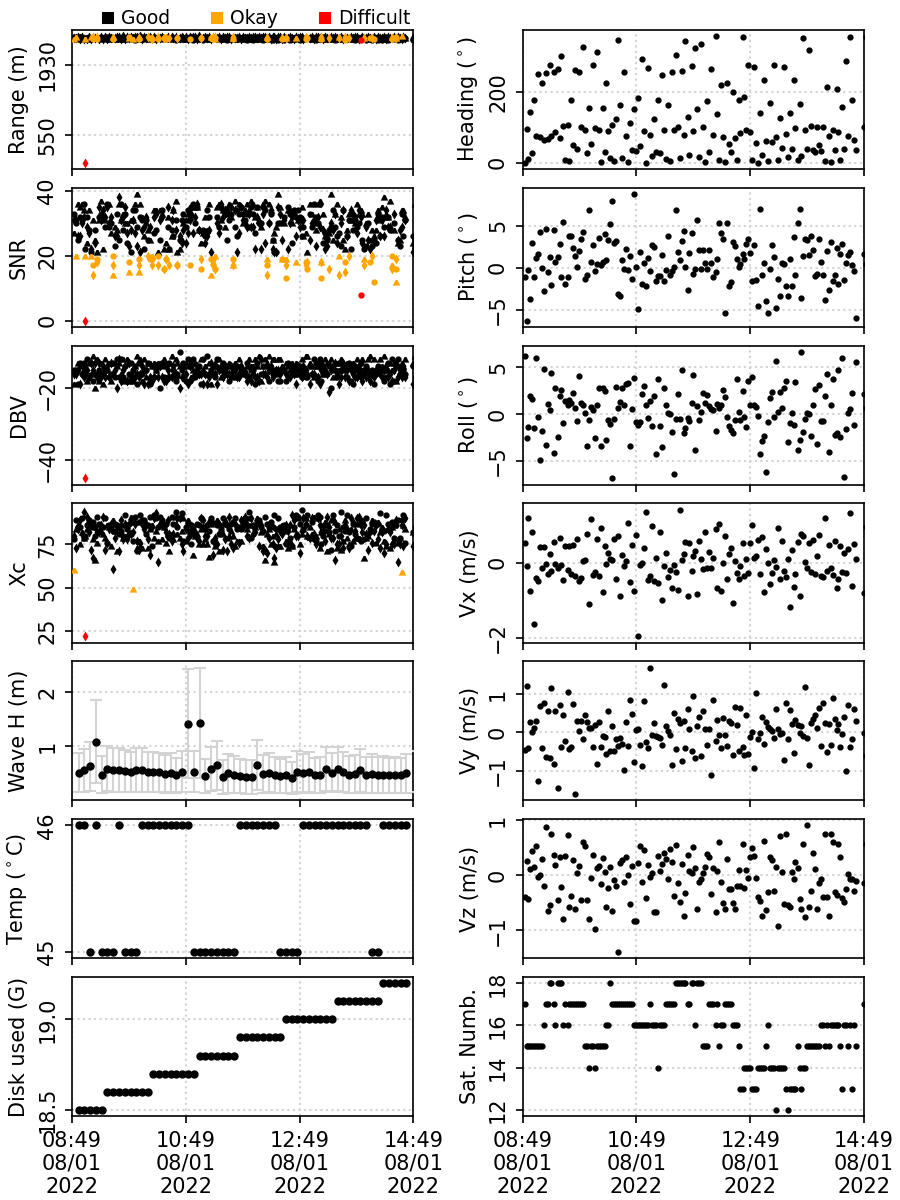 Good Okay Difficult
Range (m)
1930
550
Heading (°)
200
0
SNR
40
20
0
Pitch (°)
5
0
−5
DBV
−20
−40
Roll (°)
5
0
−5
Xc
75
50
25
Vx (m/s)
0
−2
Wave H (m)
2
1
Vy (m/s)
1
0
−1
Temp (°C)
46
45
Vz (m/s)
1
0
−1
Disk used (G)
19.0
18.5
Sat. Numb.
18
16
14
12
08:49 10:49 12:49 14:49
08/01 08/01 08/01 08/01
2022 2022 2022 2022
08:49 10:49 12:49 14:49
08/01 08/01 08/01 08/01
2022 2022 2022 2022